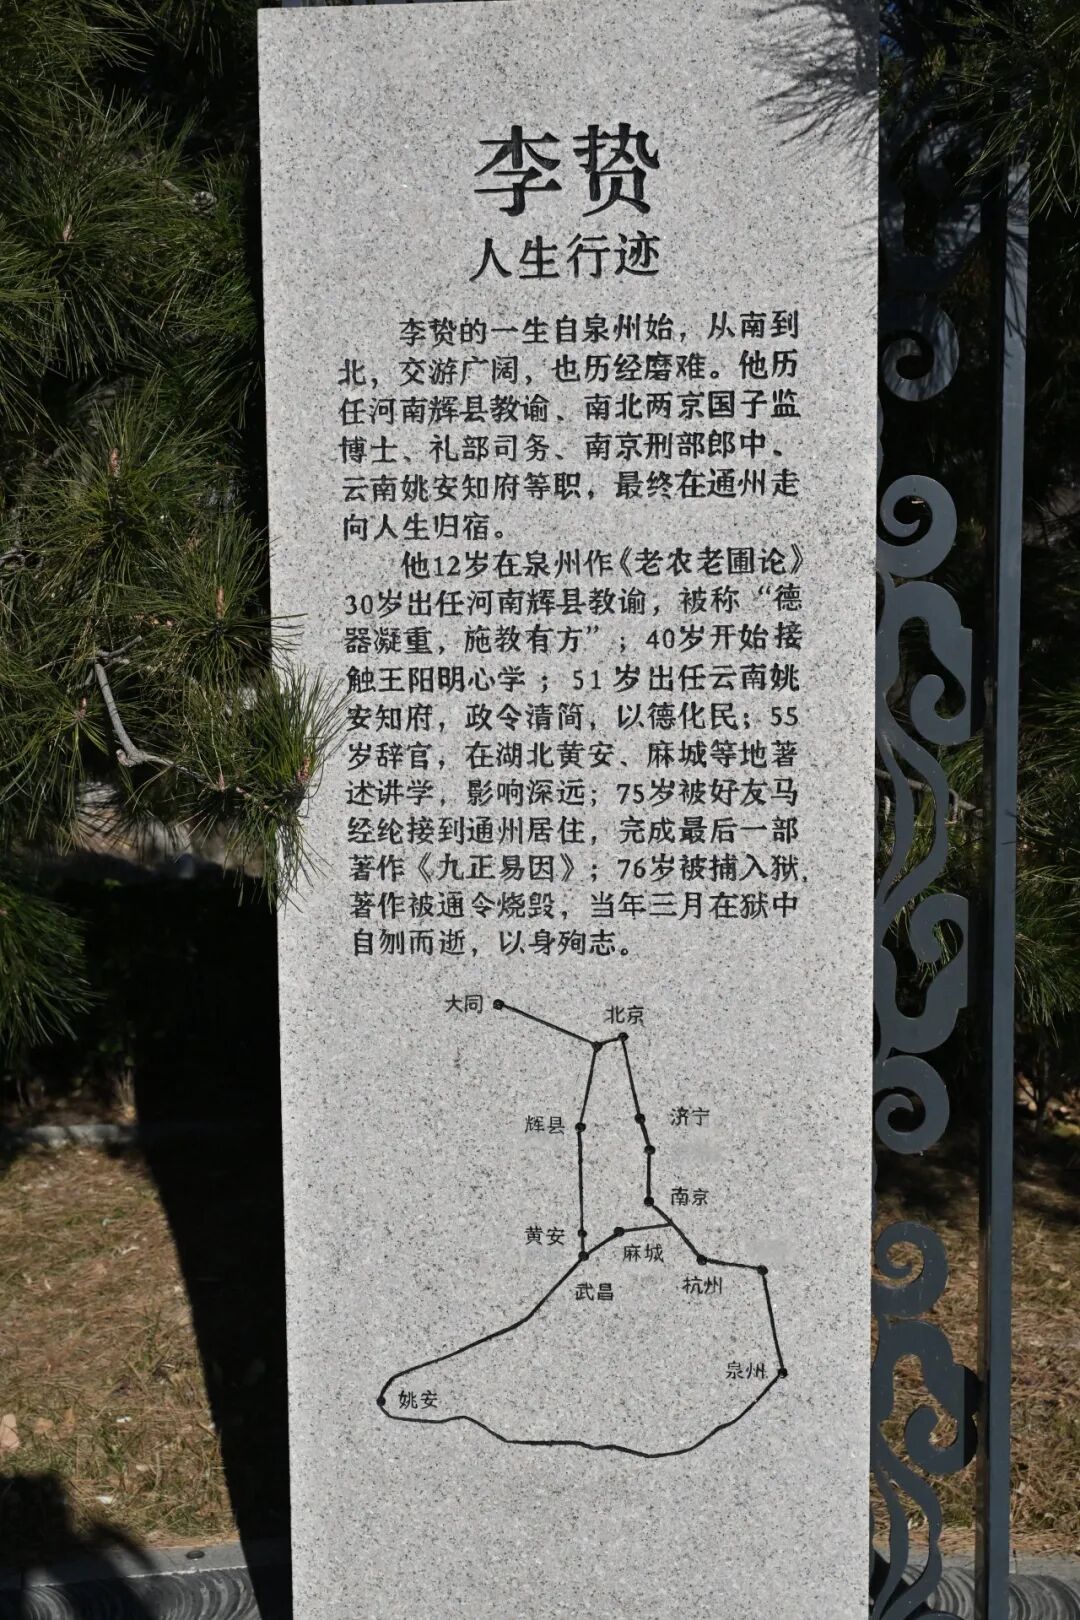 李贽
人生行迹
李贽的一生自泉州始，从南到
北，交游广阔，也历经磨难。他历
任河南辉县教谕、南北两京国子监
博士、礼部司务、南京刑部郎中、
云南姚安知府等职，最终在通州走
向人生归宿。
他12岁在泉州作《老农老圃论》
30岁出任河南辉县教谕，被称“德
器凝重，施教有方”；40岁开始接
触王阳明心学；51岁出任云南姚
安知府，政令清简，以德化民；55
岁辞官，在湖北黄安、麻城等地著
述讲学，影响深远；75岁被好友马
经纶接到通州居住，完成最后一部
著作《九正易因》；76岁被捕入狱，
著作被通令烧毁，当年三月在狱中
自刎而逝，以身殉志。
大同
北京
辉县
济宁
南京
黄安
麻城
武昌
杭州
泉州
姚安